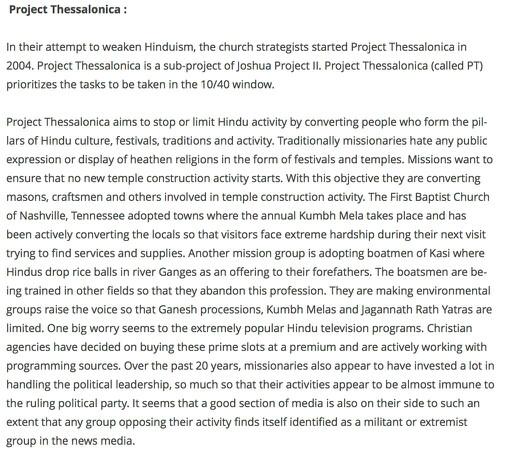 Project Thessalonica :
In their attempt to weaken Hinduism, the church strategists started Project Thessalonica in
2004. Project Thessalonica is a sub-project of Joshua Project II. Project Thessalonica (called PT)
prioritizes the tasks to be taken in the 10/40 window.
Project Thessalonica aims to stop or limit Hindu activity by converting people who form the pil-
lars of Hindu culture, festivals, traditions and activity. Traditionally missionaries hate any public
expression or display of heathen religions in the form of festivals and temples. Missions want to
ensure that no new temple construction activity starts. With this objective they are converting
masons, craftsmen and others involved in temple construction activity. The First Baptist Church
of Nashville, Tennessee adopted towns where the annual Kumbh Mela takes place and has
been actively converting the locals so that visitors face extreme hardship during their next visit
trying to find services and supplies. Another mission group is adopting boatmen of Kasi where
Hindus drop rice balls in river Ganges as an offering to their forefathers. The boatsmen are be-
ing trained in other fields so that they abandon this profession. They are making environmental
groups raise the voice so that Ganesh processions, Kumbh Melas and Jagannath Rath Yatras are
limited. One big worry seems to the extremely popular Hindu television programs. Christian
agencies have decided on buying these prime slots at a premium and are actively working with
programming sources. Over the past 20 years, missionaries also appear to have invested a lot in
handling the political leadership, so much so that their activities appear to be almost immune to
the ruling political party. It seems that a good section of media is also on their side to such an
extent that any group opposing their activity finds itself identified as a militant or extremist
group in the news media.